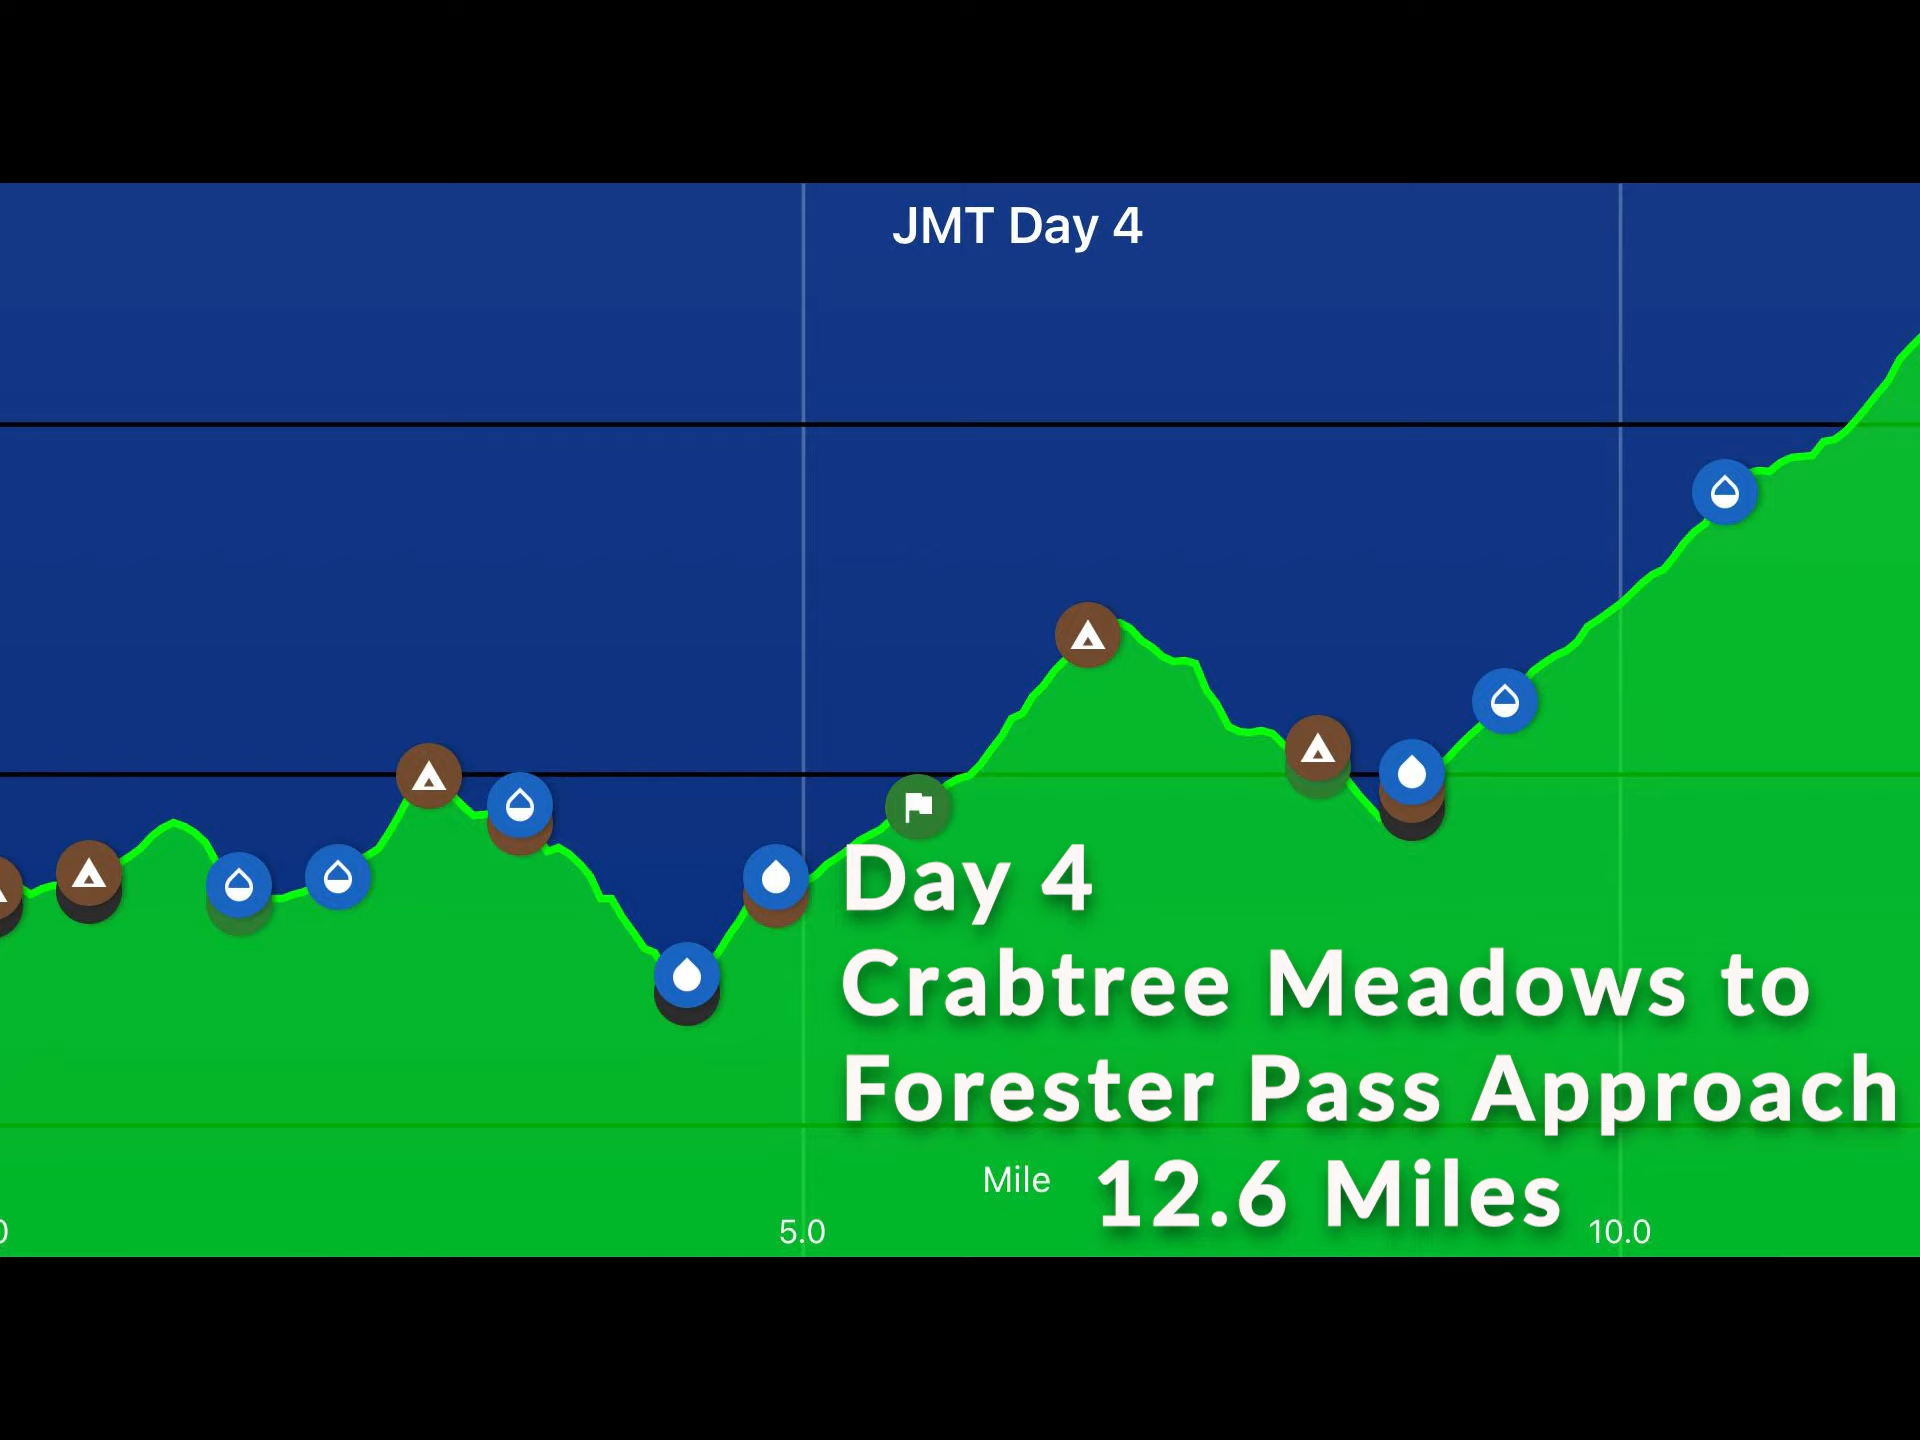 JMT Day 4
Day 4
Crabtree Meadows to
Forester Pass Approach
12.6 Miles
Mile
0
5.0
10.0